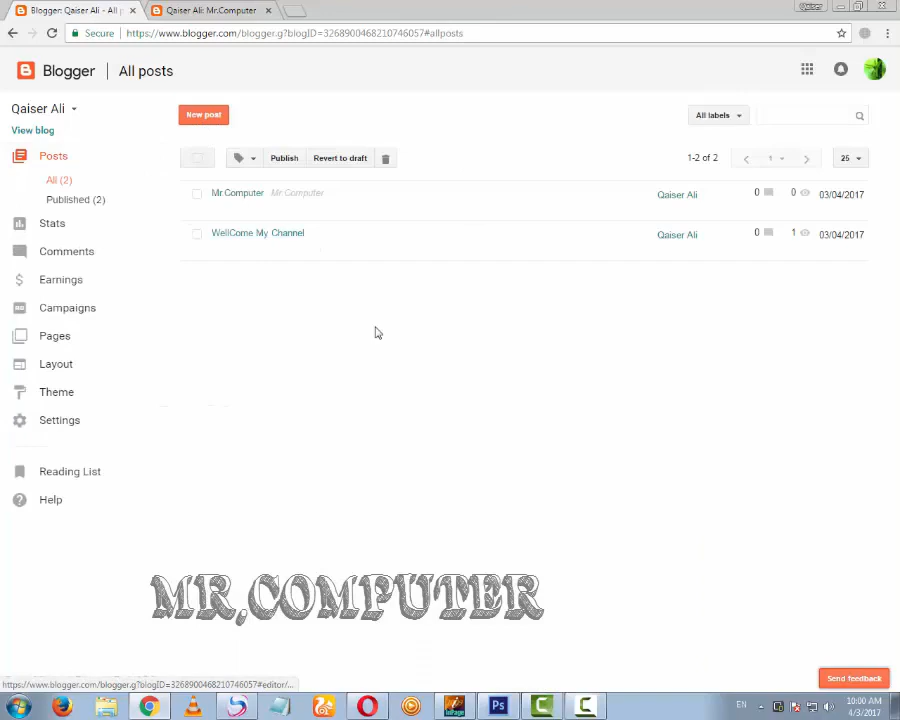 Blogger: Qaiser Ali - All p
Qaiser Ali: Mr.Computer
Qaiser
Secure
https://www.blogger.com/blogger.g?blogID=3268900468210746057#allposts
Blogger
All posts
Qaiser Ali
View blog
New post
All labels
Posts
All (2)
Published (2)
Stats
Comments
Earnings
Campaigns
Pages
Layout
Theme
Settings
Reading List
Help
Publish
Revert to draft
1-2 of 2
1
25
Mr.Computer Mr.Computer
Qaiser Ali
0
0
03/04/2017
WellCome My Channel
Qaiser Ali
0
1
03/04/2017
MR,COMPUTER
Send feedback
https://www.blogger.com/blogger.g?blogID=3268900468210746057#editor/...
InPage
Ps
EN
10:00 AM
4/3/2017